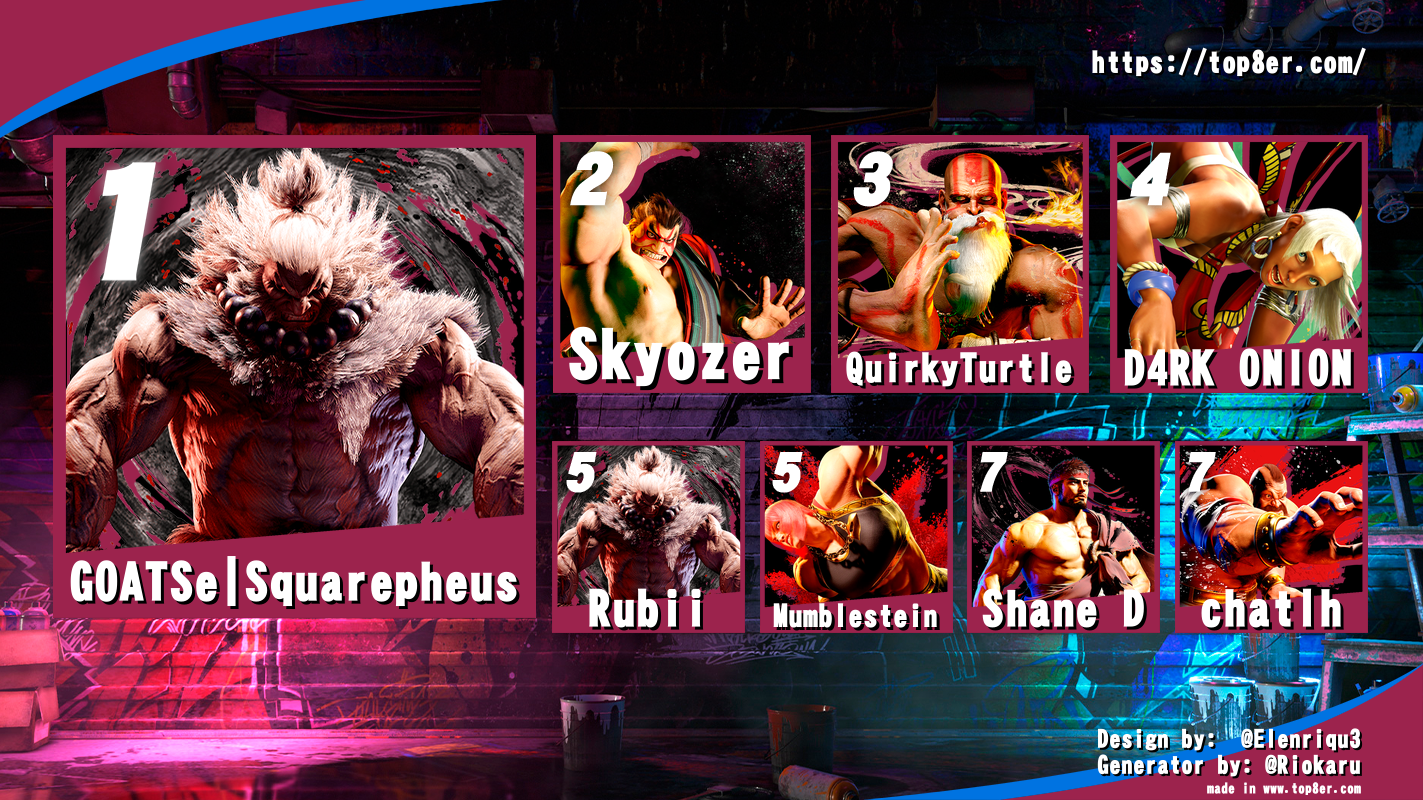 https://top8er.com/
1
GOATSe|Squarepheus
2
Skyozer
3
QuirkyTurtle
4
D4RK ONION
5
Rubii
5
Mumblestein
7
Shane D
7
chatlh
Design by: @Elenriqu3
Generator by: @Riokaru
made in www.top8er.com